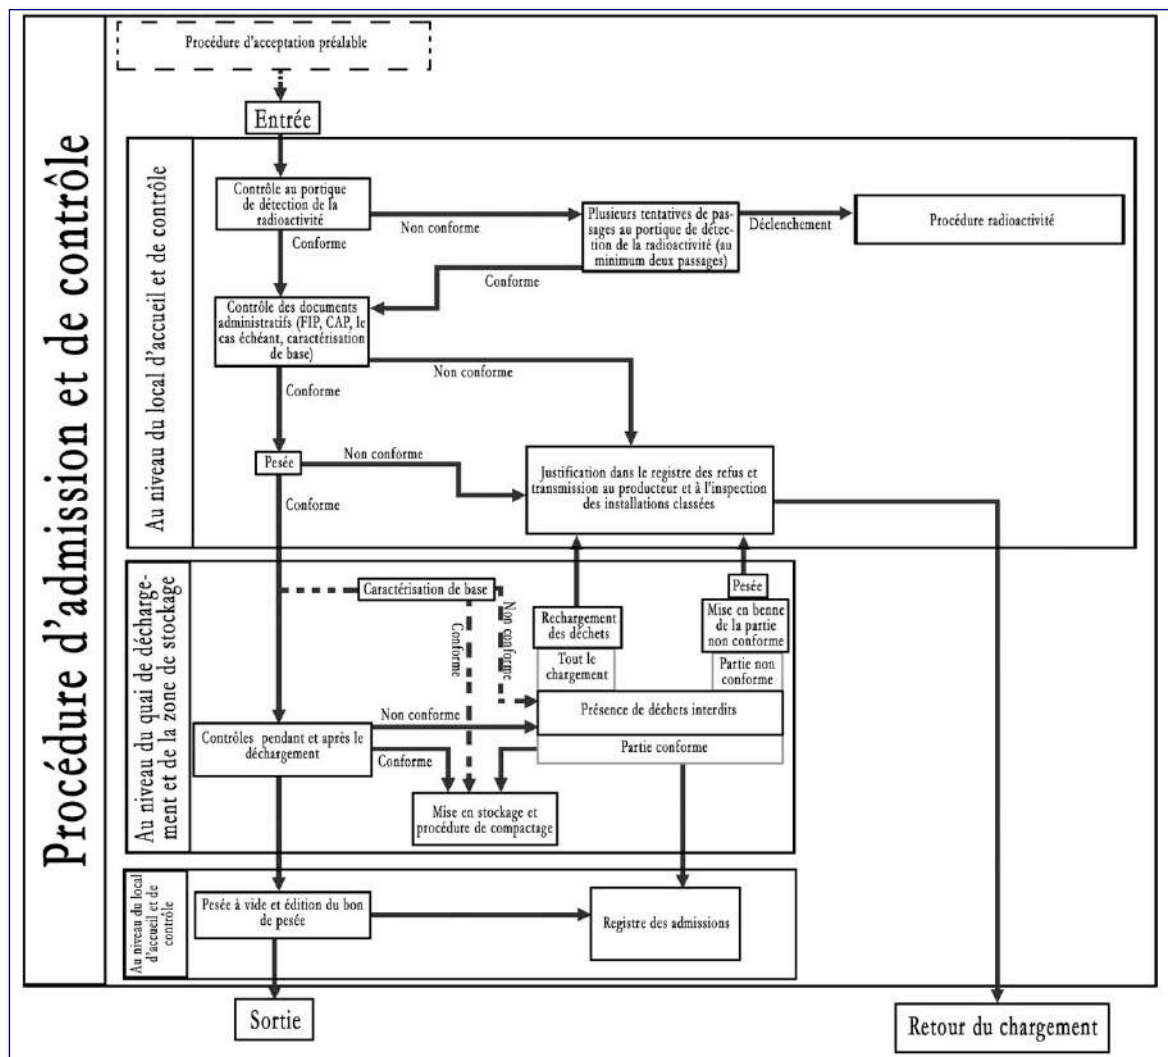 Procédure d'admission et de contrôle
Procédure d'acceptation préalable
Entrée
Au niveau du local d'accueil et de contrôle
Contrôle au portique
de détection de la
radioactivité
Non conforme
Plusieurs tentatives de pas-
sages au portique de détec-
tion de la radioactivité (au
minimum deux passages)
Déclenchement
Procédure radioactivité
Conforme
Conforme
Contrôle des documents
administratifs (FIP, CAP, le
cas échéant, caractérisation
de base)
Non conforme
Conforme
Pesée
Non conforme
Justification dans le registre des refus et
transmission au producteur et à l'inspection
des installations classées
Conforme
Au niveau du quai de décharge-
ment et de la zone de stockage
Caractérisation de base
Non conforme
Conforme
Rechargement
des déchets
Pesée
Mise en benne
de la partie
non conforme
Tout le
chargement
Partie non
conforme
Présence de déchets interdits
Non conforme
Contrôles pendant et après le
déchargement
Partie conforme
Conforme
Mise en stockage et
procédure de compactage
Au niveau du local
d'accueil et de
contrôle
Pesée à vide et édition du bon
de pesée
Registre des admissions
Sortie
Retour du chargement